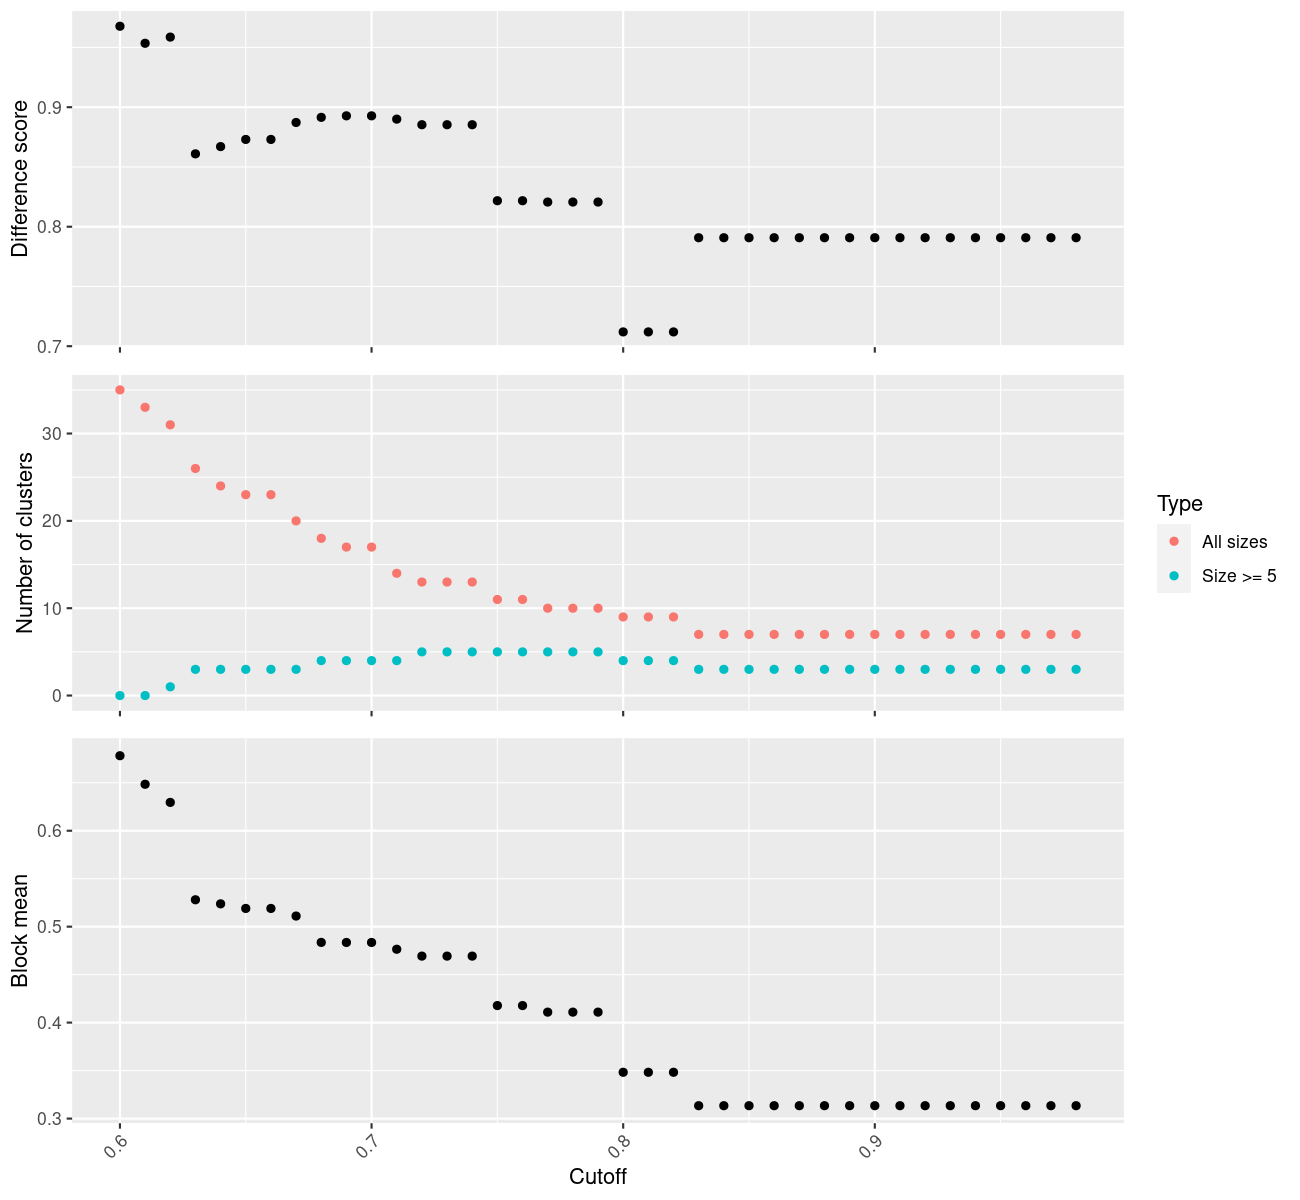 Difference score
0.9
0.8
0.7
Number of clusters
30
20
10
0
Type
All sizes
Size >= 5
Block mean
0.6
0.5
0.4
0.3
0.6
0.7
0.8
0.9
Cutoff